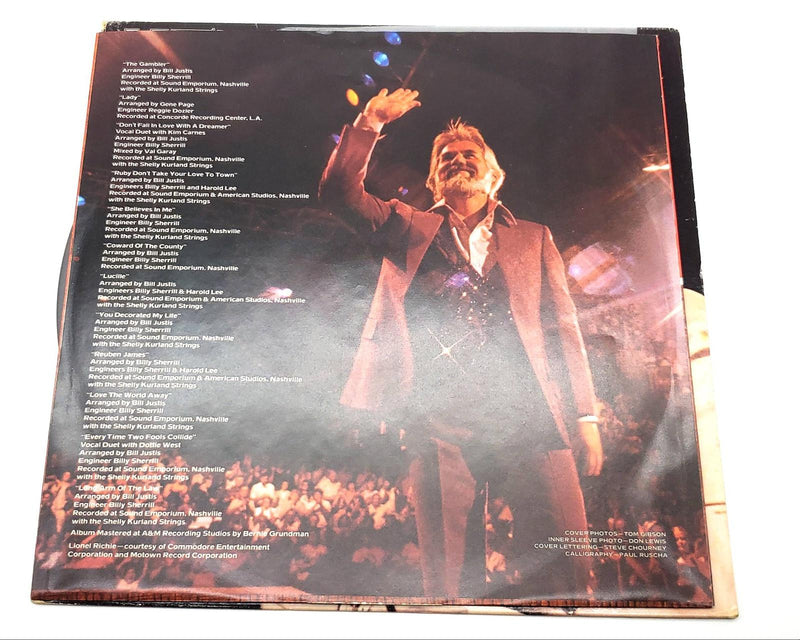 "The Gambler"
Arranged by Bill Justis
Engineer Billy Sherrill
Recorded at Sound Emporium, Nashville
with the Shelly Kurland Strings
"Lady"
Arranged by Gene Page
Engineer Reggie Dozier
Recorded at Concorde Recording Center, L.A.
"Don't Fall In Love With A Dreamer"
Vocal Duet with Kim Carnes
Arranged by Bill Justis
Engineer Billy Sherrill
Mixed by Val Garay
Recorded at Sound Emporium, Nashville
with the Shelly Kurland Strings
"Ruby Don't Take Your Love To Town"
Arranged by Bill Justis
Engineers Billy Sherrill and Harold Lee
Recorded at Sound Emporium & American Studios, Nashville
with the Shelly Kurland Strings
"She Believes In Me"
Arranged by Bill Justis
Engineer Billy Sherrill
Recorded at Sound Emporium, Nashville
with the Shelly Kurland Strings
"Coward Of The County"
Arranged by Bill Justis
Engineer Billy Sherrill
Recorded at Sound Emporium, Nashville
"Lucille"
Arranged by Bill Justis
Engineers Billy Sherrill & Harold Lee
Recorded at Sound Emporium & American Studios, Nashville
with the Shelly Kurland Strings
"You Decorated My Life"
Arranged by Bill Justis
Engineer Billy Sherrill
Recorded at Sound Emporium, Nashville
with the Shelly Kurland Strings
"Reuben James"
Arranged by Billy Sherrill
Engineers Billy Sherrill & Harold Lee
Recorded at Sound Emporium & American Studios, Nashville
with the Shelly Kurland Strings
"Love The World Away"
Arranged by Bill Justis
Engineer Billy Sherrill
Recorded at Sound Emporium, Nashville
with the Shelly Kurland Strings
"Every Time Two Fools Collide"
Vocal Duet with Dottie West
Arranged by Bill Justis
Engineer Billy Sherrill
Recorded at Sound Emporium, Nashville
with the Shelly Kurland Strings
"Long Arm Of The Law"
Arranged by Bill Justis
Engineer Billy Sherrill
Recorded at Sound Emporium, Nashville
with the Shelly Kurland Strings
Album Mastered at A&M Recording Studios by Bernie Grundman
Lionel Richie—courtesy of Commodore Entertainment
Corporation and Motown Record Corporation
COVER PHOTOS—TOM GIBSON
INNER SLEEVE PHOTO—DON LEWIS
COVER LETTERING—STEVE CHOURNEY
CALLIGRAPHY—PAUL RUSCHA